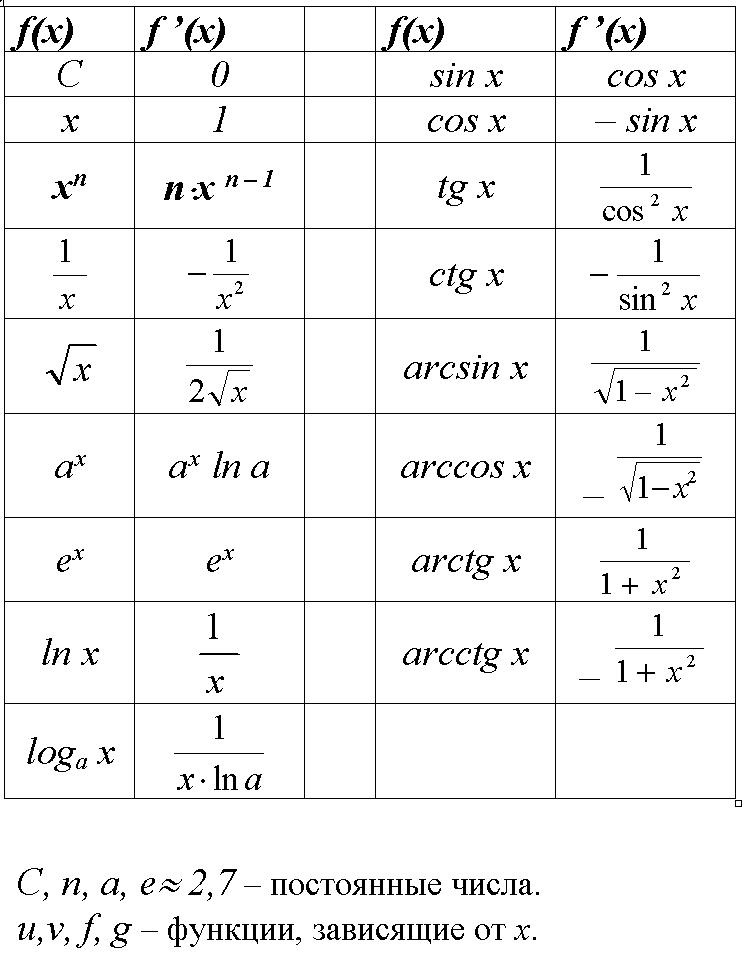 f(x) f ’(x) f(x) f ’(x)
C 0 sin x cos x
x 1 cos x – sin x
xⁿ n·x ⁿ⁻¹ tg x 1/cos² x
1/x −1/x² ctg x −1/sin² x
√x 1/(2√x) arcsin x 1/√(1 − x²)
aˣ aˣ ln a arccos x – 1/√(1−x²)
eˣ eˣ arctg x 1/(1 + x²)
ln x 1/x arcctg x – 1/(1 + x²)
logₐ x 1/(x·ln a)
C, n, a, e≈2,7 – постоянные числа.
u,v, f, g – функции, зависящие от x.